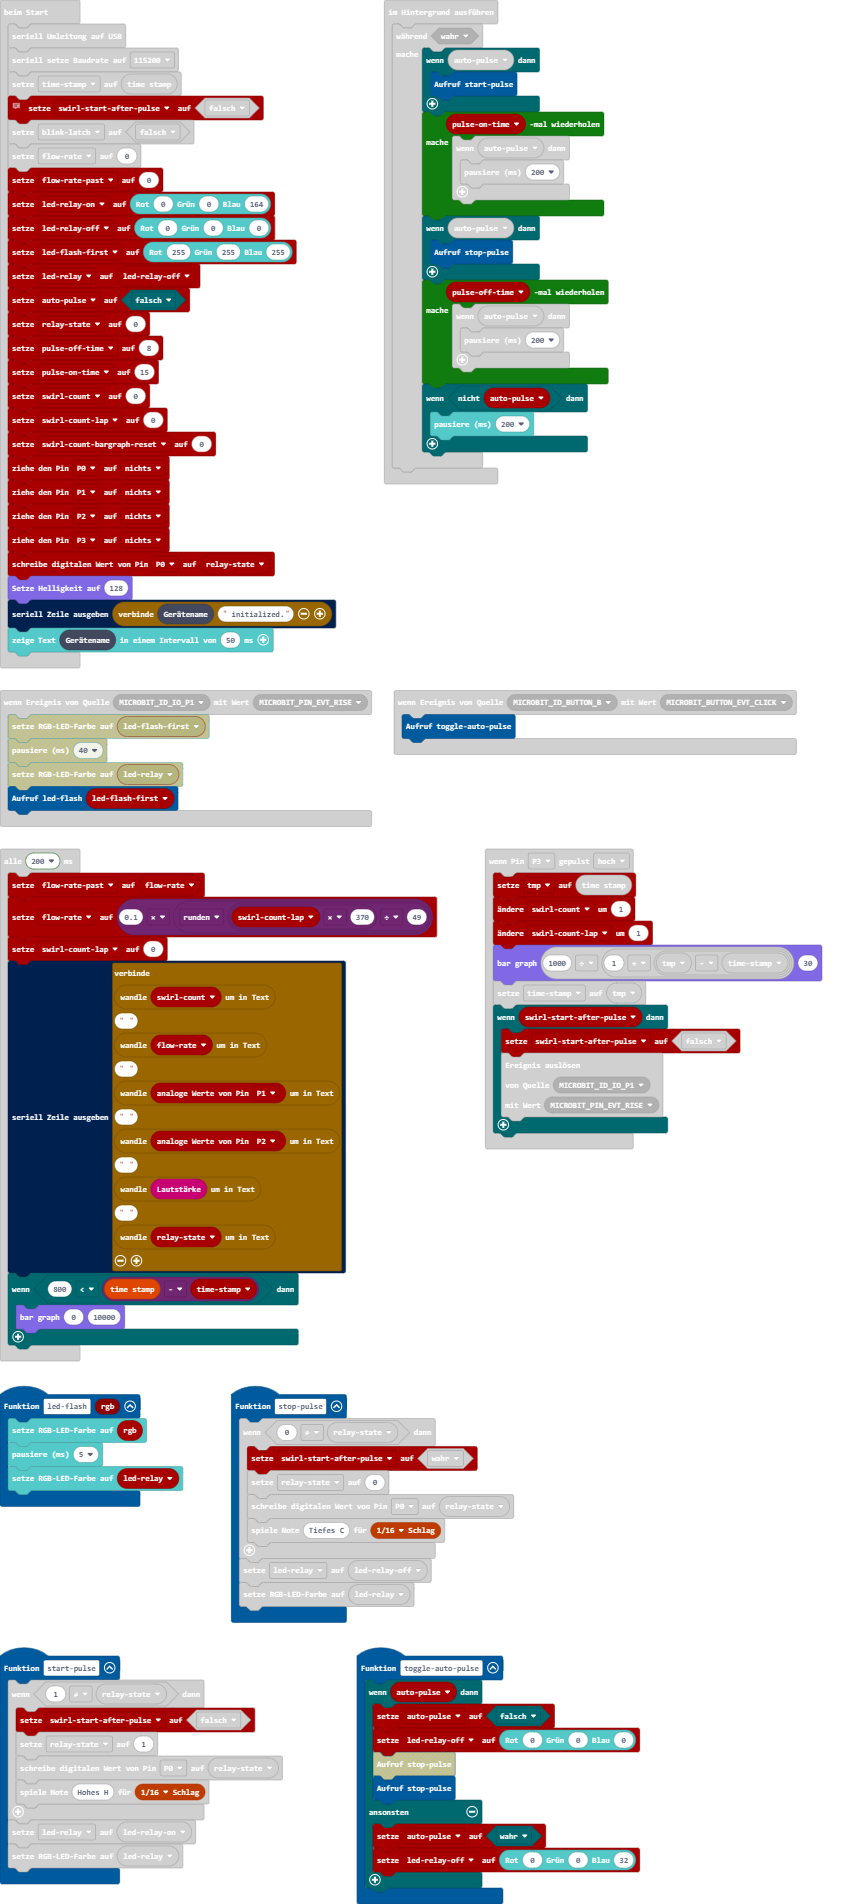 beim Start
seriell Umleitung auf USB
seriell setze Baudrate auf 115200
setze time-stamp auf time stamp
setze swirl-start-after-pulse auf falsch
setze blink-latch auf falsch
setze flow-rate auf 0
setze flow-rate-past auf 0
setze led-relay-on auf Rot 0 Grün 0 Blau 164
setze led-relay-off auf Rot 0 Grün 0 Blau 0
setze led-flash-first auf Rot 255 Grün 255 Blau 255
setze led-relay auf led-relay-off
setze auto-pulse auf falsch
setze relay-state auf 0
setze pulse-off-time auf 8
setze pulse-on-time auf 15
setze swirl-count auf 0
setze swirl-count-lap auf 0
setze swirl-count-bargraph-reset auf 0
ziehe den Pin P0 auf nichts
ziehe den Pin P1 auf nichts
ziehe den Pin P2 auf nichts
ziehe den Pin P3 auf nichts
schreibe digitalen Wert von Pin P0 auf relay-state
Setze Helligkeit auf 128
seriell Zeile ausgeben verbinde Gerätename " initialized."
zeige Text Gerätename in einem Intervall von 50 ms
im Hintergrund ausführen
während wahr
mache
wenn auto-pulse dann
Aufruf start-pulse
pulse-on-time -mal wiederholen
mache wenn auto-pulse dann
pausiere (ms) 200
wenn auto-pulse dann
Aufruf stop-pulse
pulse-off-time -mal wiederholen
mache wenn auto-pulse dann
pausiere (ms) 200
wenn nicht auto-pulse dann
pausiere (ms) 200
wenn Ereignis von Quelle MICROBIT_ID_IO_P1 mit Wert MICROBIT_PIN_EVT_RISE
setze RGB-LED-Farbe auf led-flash-first
pausiere (ms) 40
setze RGB-LED-Farbe auf led-relay
Aufruf led-flash led-flash-first
wenn Ereignis von Quelle MICROBIT_ID_BUTTON_B mit Wert MICROBIT_BUTTON_EVT_CLICK
Aufruf toggle-auto-pulse
alle 200 ms
setze flow-rate-past auf flow-rate
setze flow-rate auf 0.1 × runden swirl-count-lap × 370 ÷ 49
setze swirl-count-lap auf 0
seriell Zeile ausgeben
verbinde
wandle swirl-count um in Text
" "
wandle flow-rate um in Text
" "
wandle analoge Werte von Pin P1 um in Text
" "
wandle analoge Werte von Pin P2 um in Text
" "
wandle Lautstärke um in Text
" "
wandle relay-state um in Text
wenn 800 < time stamp - time-stamp dann
bar graph 0 10000
wenn Pin P3 gepolst hoch
setze tmp auf time stamp
ändere swirl-count um 1
ändere swirl-count-lap um 1
bar graph 1000 ÷ 1 + tmp - time-stamp 30
setze time-stamp auf tmp
wenn swirl-start-after-pulse dann
setze swirl-start-after-pulse auf falsch
Ereignis auslösen
von Quelle MICROBIT_ID_IO_P1
mit Wert MICROBIT_PIN_EVT_RISE
Funktion led-flash rgb
setze RGB-LED-Farbe auf rgb
pausiere (ms) 5
setze RGB-LED-Farbe auf led-relay
Funktion stop-pulse
wenn 0 ≠ relay-state dann
setze swirl-start-after-pulse auf wahr
setze relay-state auf 0
schreibe digitalen Wert von Pin P0 auf relay-state
spiele Note Tiefes C für 1/16 Schlag
setze led-relay auf led-relay-off
setze RGB-LED-Farbe auf led-relay
Funktion start-pulse
wenn 1 ≠ relay-state dann
setze swirl-start-after-pulse auf falsch
setze relay-state auf 1
schreibe digitalen Wert von Pin P0 auf relay-state
spiele Note Hohes H für 1/16 Schlag
setze led-relay auf led-relay-on
setze RGB-LED-Farbe auf led-relay
Funktion toggle-auto-pulse
wenn auto-pulse dann
setze auto-pulse auf falsch
setze led-relay-off auf Rot 0 Grün 0 Blau 0
Aufruf stop-pulse
Aufruf stop-pulse
ansonsten
setze auto-pulse auf wahr
setze led-relay-off auf Rot 0 Grün 0 Blau 32